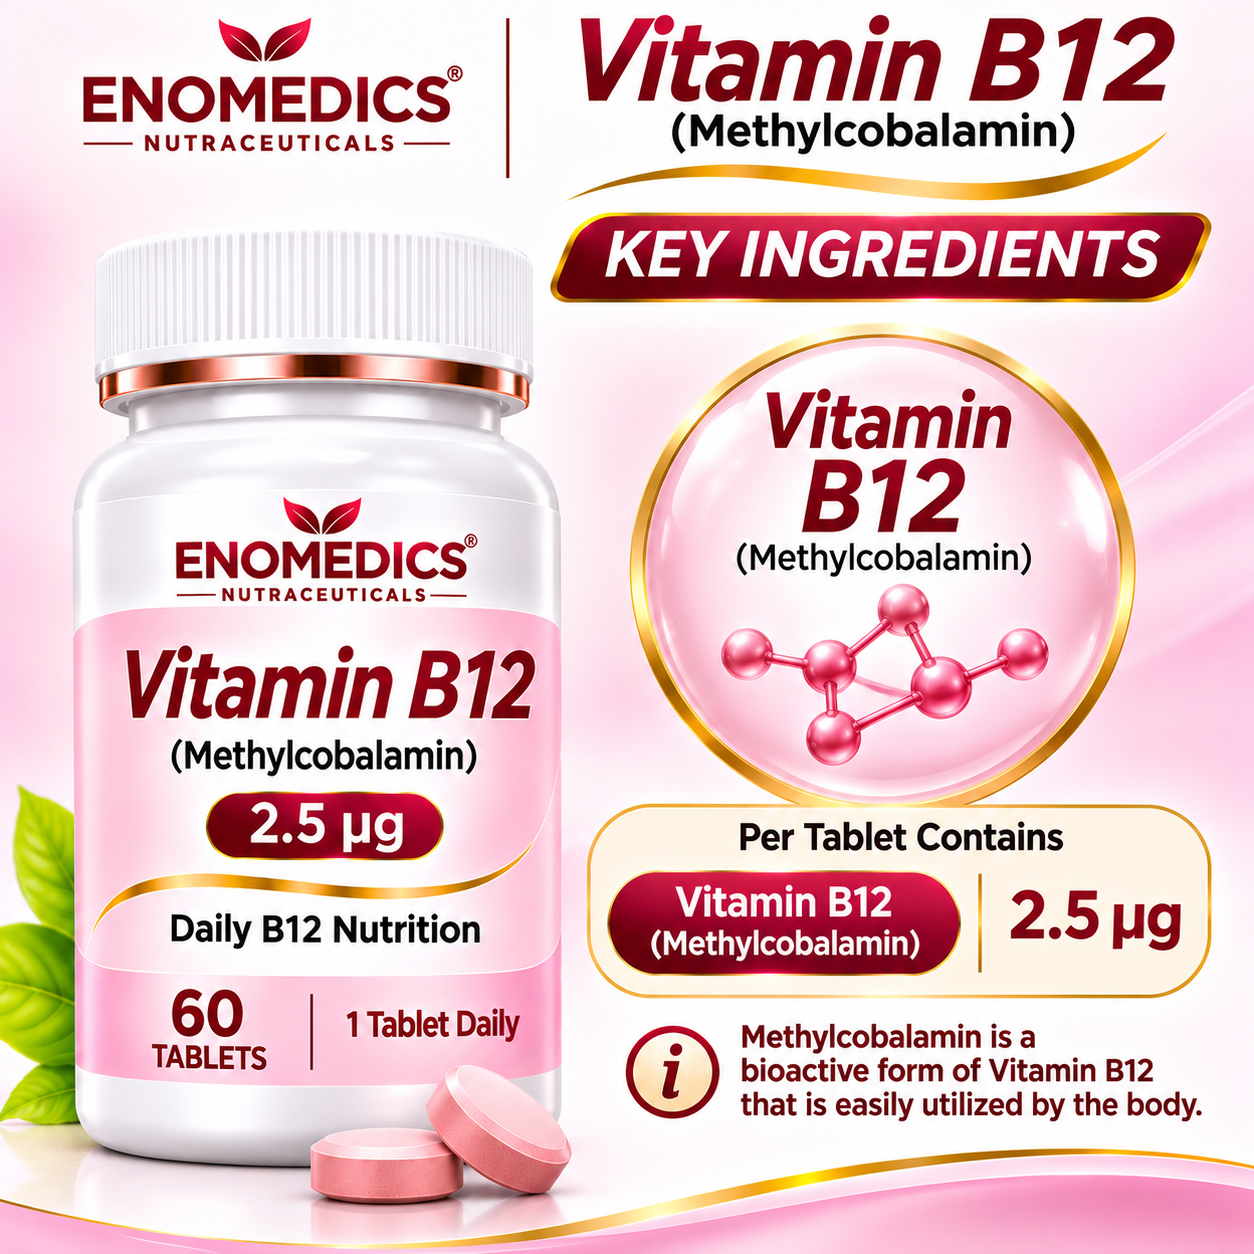 ENOMEDICS®
NUTRACEUTICALS
Vitamin B12
(Methylcobalamin)
KEY INGREDIENTS
ENOMEDICS®
NUTRACEUTICALS
Vitamin B12
(Methylcobalamin)
2.5 µg
Daily B12 Nutrition
60
TABLETS
1 Tablet Daily
Vitamin
B12
(Methylcobalamin)
Per Tablet Contains
Vitamin B12
(Methylcobalamin)
2.5 µg
i
Methylcobalamin is a
bioactive form of Vitamin B12
that is easily utilized by the body.